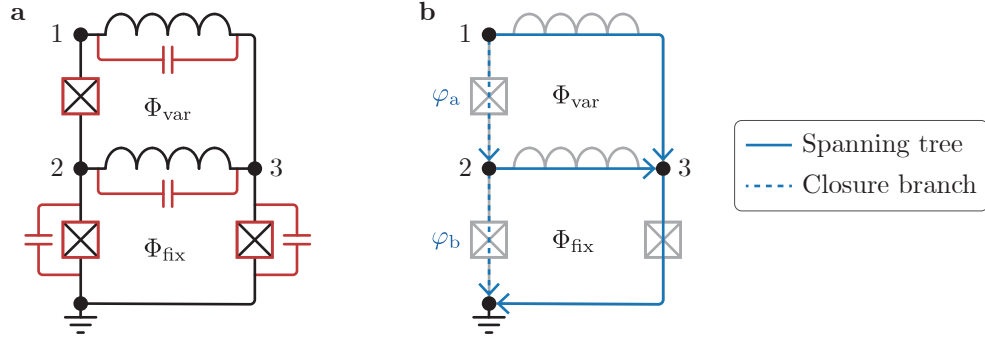 a
1
Φvar
2
3
Φfix
b
1
φa
Φvar
2
3
φb
Φfix
Spanning tree
Closure branch